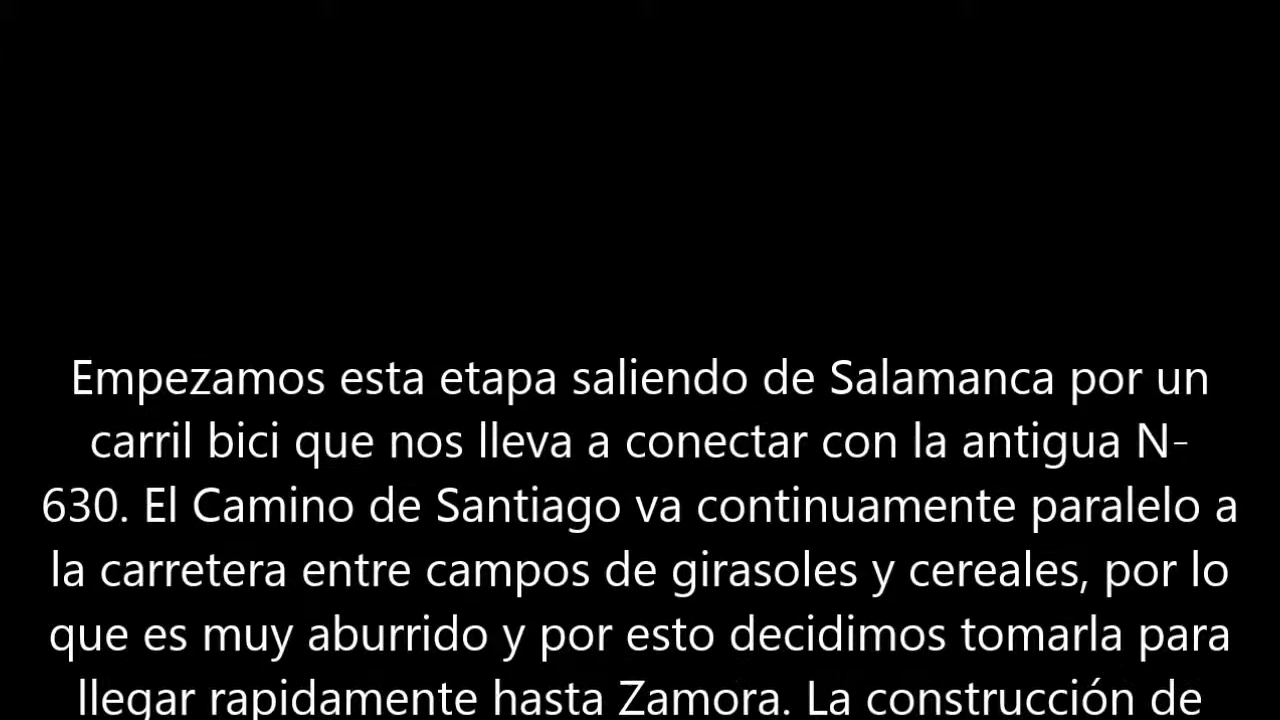 Empezamos esta etapa saliendo de Salamanca por un
carril bici que nos lleva a conectar con la antigua N-
630. El Camino de Santiago va continuamente paralelo a
la carretera entre campos de girasoles y cereales, por lo
que es muy aburrido y por esto decidimos tomarla para
llegar rapidamente hasta Zamora. La construcción de